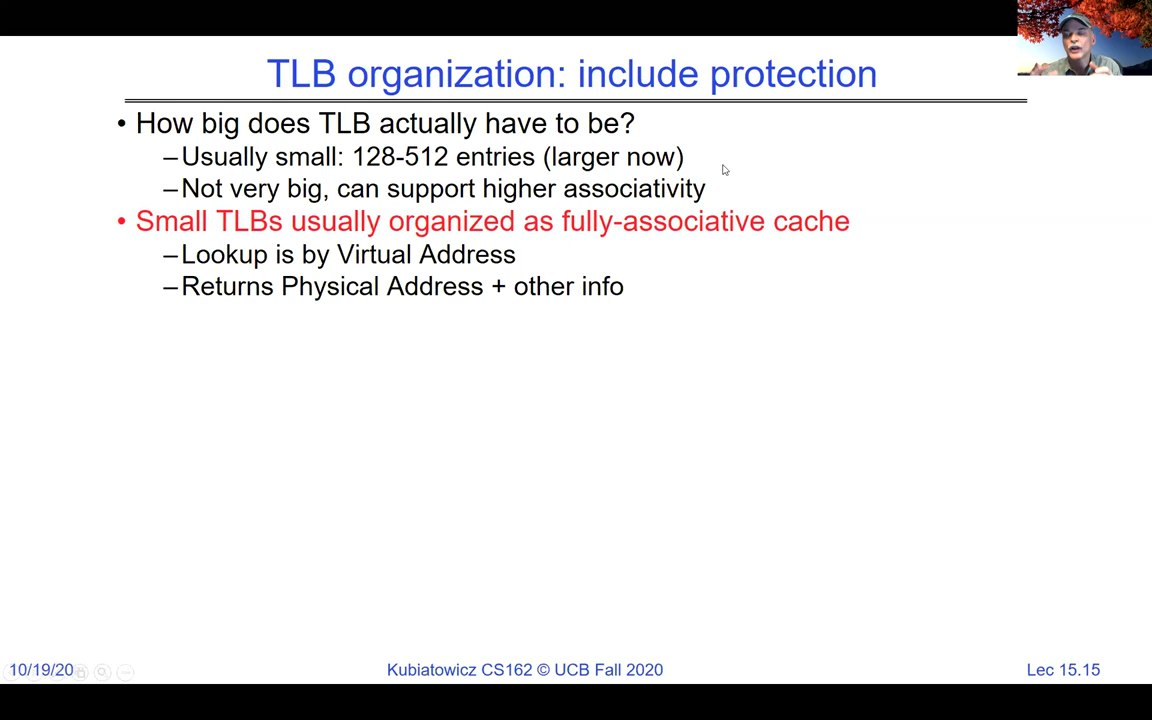 TLB organization: include protection
• How big does TLB actually have to be?
–Usually small: 128-512 entries (larger now)
–Not very big, can support higher associativity
• Small TLBs usually organized as fully-associative cache
–Lookup is by Virtual Address
–Returns Physical Address + other info
10/19/20
Kubiatowicz CS162 © UCB Fall 2020
Lec 15.15